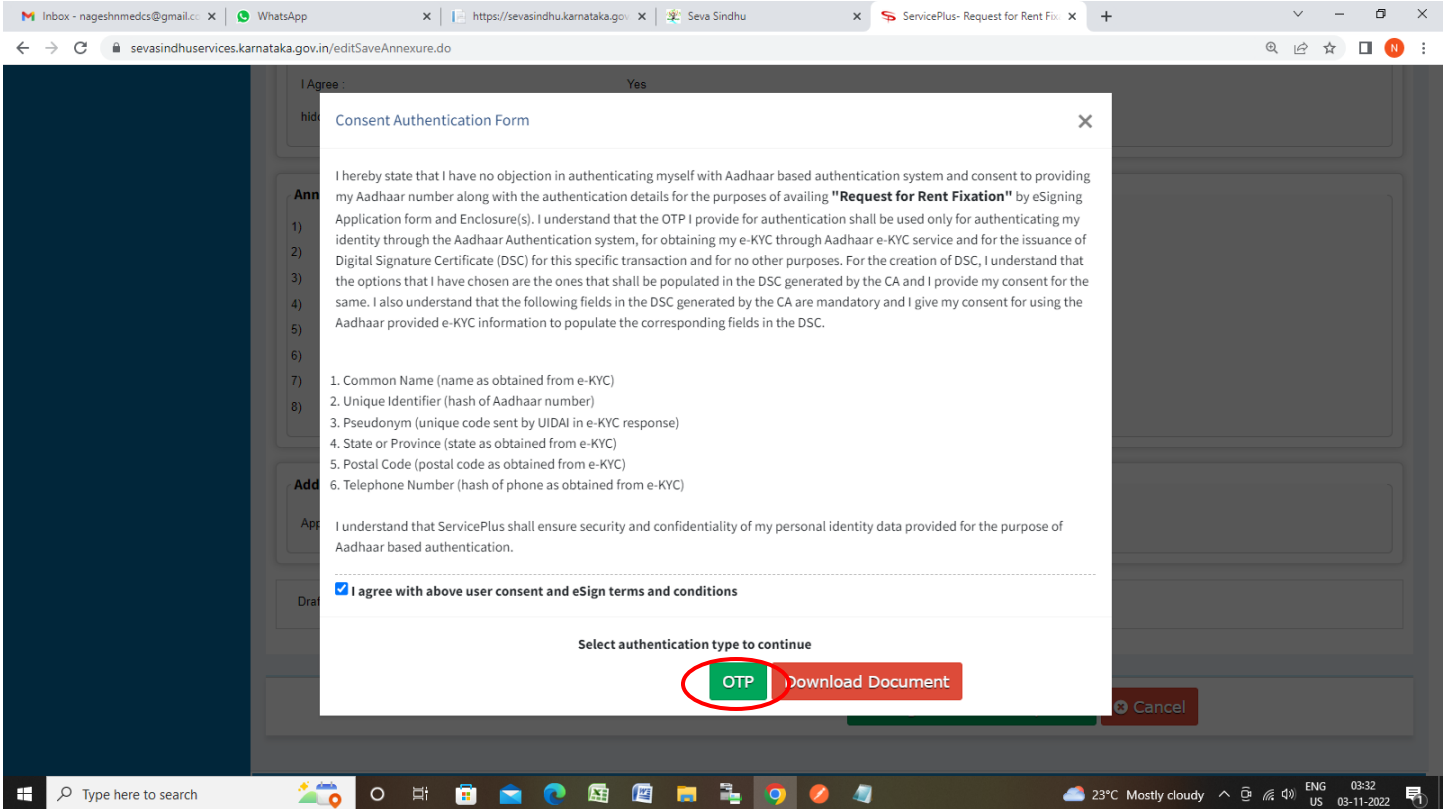 Inbox - nageshnmedcs@gmail.cc
WhatsApp
https://sevasindhu.karnataka.gov
Seva Sindhu
ServicePlus- Request for Rent Fix
sevasindhuservices.karnataka.gov.in/editSaveAnnexure.do
N
I Agree :
Yes
Consent Authentication Form
I hereby state that I have no objection in authenticating myself with Aadhaar based authentication system and consent to providing
my Aadhaar number along with the authentication details for the purposes of availing "Request for Rent Fixation" by eSigning
Application form and Enclosure(s). I understand that the OTP I provide for authentication shall be used only for authenticating my
identity through the Aadhaar Authentication system, for obtaining my e-KYC through Aadhaar e-KYC service and for the issuance of
Digital Signature Certificate (DSC) for this specific transaction and for no other purposes. For the creation of DSC, I understand that
the options that I have chosen are the ones that shall be populated in the DSC generated by the CA and I provide my consent for the
same. I also understand that the following fields in the DSC generated by the CA are mandatory and I give my consent for using the
Aadhaar provided e-KYC information to populate the corresponding fields in the DSC.
Ann
1)
2)
3)
4)
5)
6)
7)
8)
1. Common Name (name as obtained from e-KYC)
2. Unique Identifier (hash of Aadhaar number)
3. Pseudonym (unique code sent by UIDAI in e-KYC response)
4. State or Province (state as obtained from e-KYC)
5. Postal Code (postal code as obtained from e-KYC)
6. Telephone Number (hash of phone as obtained from e-KYC)
Add
App
I understand that ServicePlus shall ensure security and confidentiality of my personal identity data provided for the purpose of
Aadhaar based authentication.
I agree with above user consent and eSign terms and conditions
Select authentication type to continue
OTP
Download Document
Cancel
Type here to search
23°C Mostly cloudy
ENG
US
03:32
03-11-2022